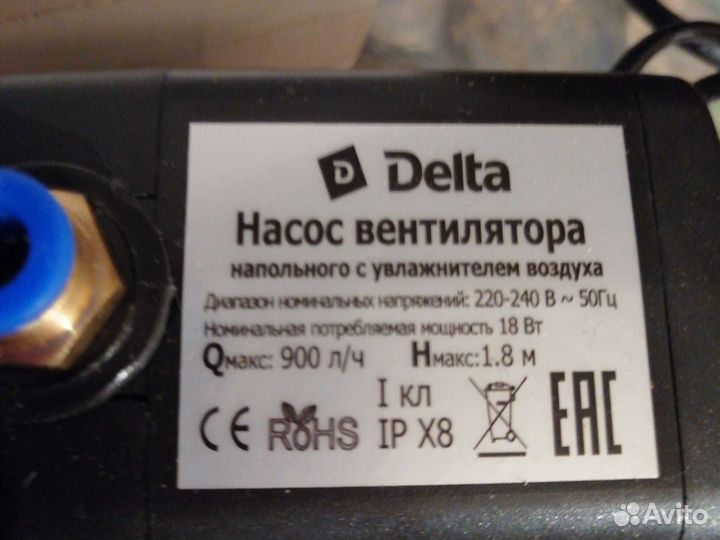 D Delta
Насос вентилятора
напольного с увлажнителем воздуха
Диапазон номинальных напряжений: 220-240 В ~ 50Гц
Номинальная потребляемая мощность 18 Вт
Qмакс: 900 л/ч Hмакс:1.8 м
I кл
CE RoHS IP X8 EAC
Avito